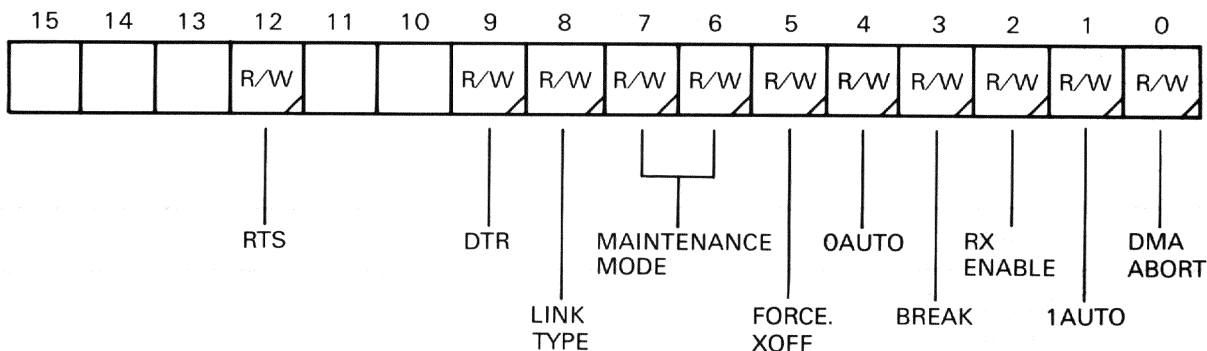 15 14 13 12 11 10 9 8 7 6 5 4 3 2 1 0
R/W R/W R/W R/W R/W R/W R/W R/W R/W R/W R/W
RTS DTR MAINTENANCE 0AUTO RX DMA
MODE ENABLE ABORT
LINK FORCE. BREAK 1AUTO
TYPE XOFF